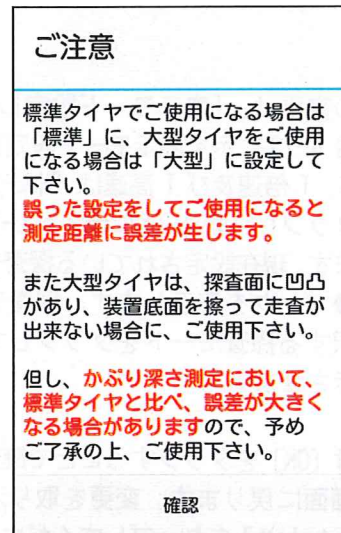 ご注意
標準タイヤでご使用になる場合は
「標準」に、大型タイヤをご使用
になる場合は「大型」に設定して
下さい。
誤った設定をしてご使用になると
測定距離に誤差が生じます。
また大型タイヤは、探査面に凹凸
があり、装置底面を擦って走査が
出来ない場合に、ご使用下さい。
但し、かぶり深さ測定において、
標準タイヤと比べ、誤差が大きく
なる場合がありますので、予め
ご了承の上、ご使用下さい。
確認